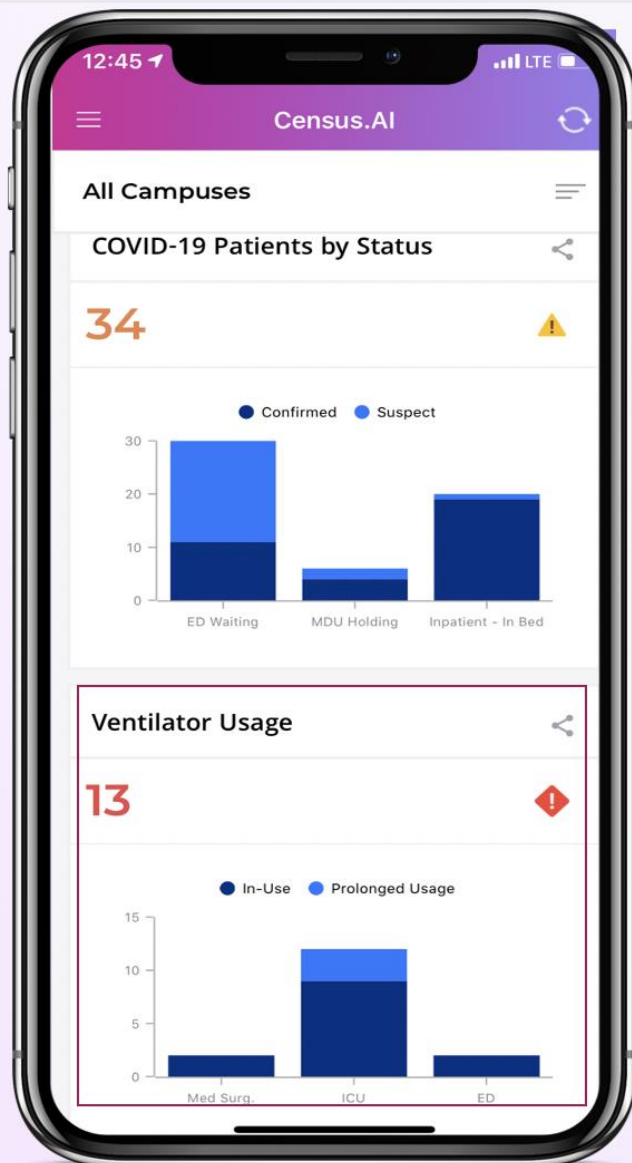 12:45 LTE
Census.AI
All Campuses
COVID-19 Patients by Status
34
Confirmed Suspect
30
20
10
0
ED Waiting MDU Holding Inpatient - In Bed
Ventilator Usage
13
In-Use Prolonged Usage
15
10
5
0
Med Surg. ICU ED